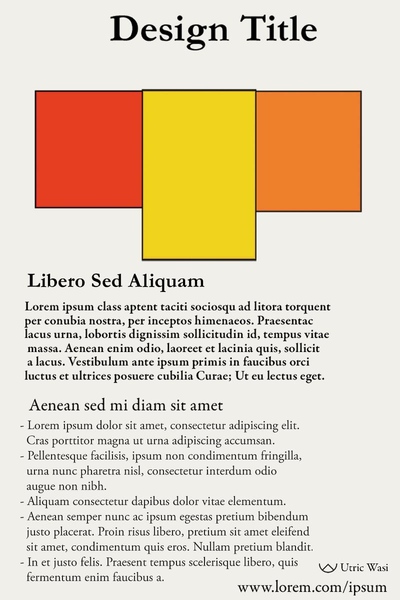 Design Title
Libero Sed Aliquam
Lorem ipsum class aptent taciti sociosqu ad litora torquent
per conubia nostra, per inceptos himenaeos. Praesentac
lacus urna, lobortis dignissim sollicitudin id, tempus vitae
massa. Aenean enim odio, laoreet et lacinia quis, sollicit
a lacus. Vestibulum ante ipsum primis in faucibus orci
luctus et ultrices posuere cubilia Curae; Ut eu lectus eget.
Aenean sed mi diam sit amet
- Lorem ipsum dolor sit amet, consectetur adipiscing elit.
Cras porttitor magna ut urna adipiscing accumsan.
- Pellentesque facilisis, ipsum non condimentum fringilla,
urna nunc pharetra nisl, consectetur interdum odio
augue non nibh.
- Aliquam consectetur dapibus dolor vitae elementum.
- Aenean semper nunc ac ipsum egestas pretium bibendum
justo placerat. Proin risus libero, pretium sit amet eleifend
sit amet, condimentum quis eros. Nullam pretium blandit.
- In et justo felis. Praesent tempus scelerisque libero, quis
fermentum enim faucibus a.
Utric Wasi
www.lorem.com/ipsum